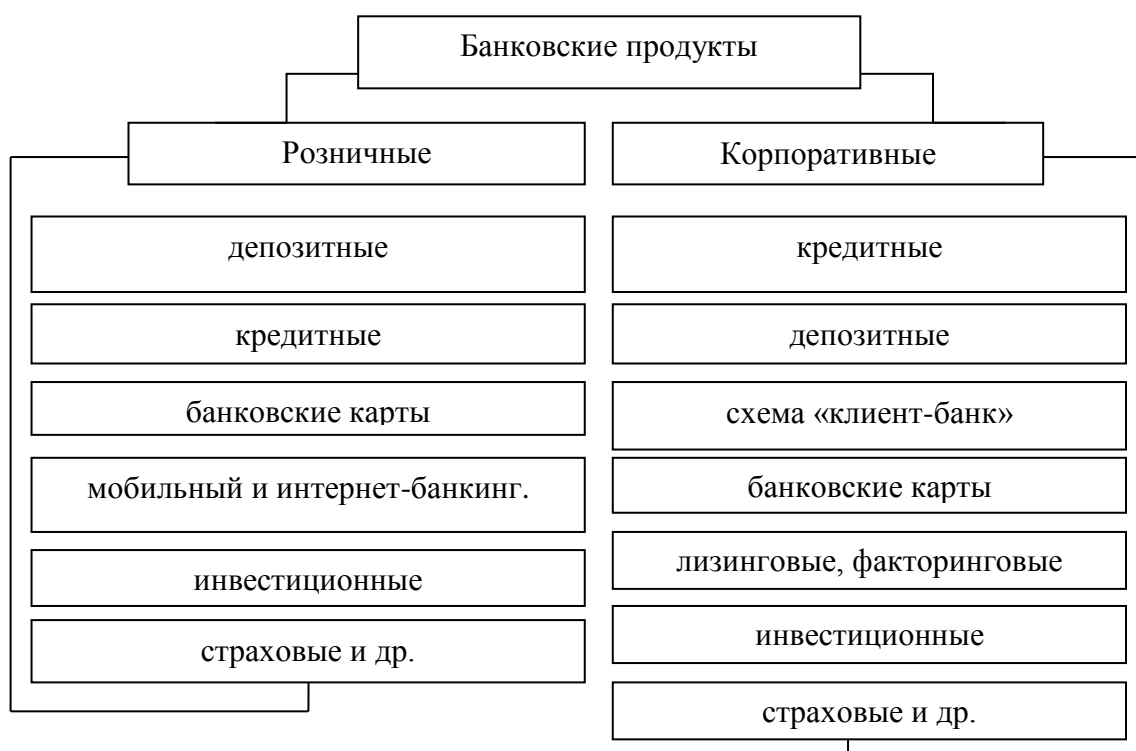 Банковские продукты
Розничные
Корпоративные
депозитные
кредитные
банковские карты
мобильный и интернет-банкинг.
инвестиционные
страховые и др.
кредитные
депозитные
схема «клиент-банк»
банковские карты
лизинговые, факторинговые
инвестиционные
страховые и др.